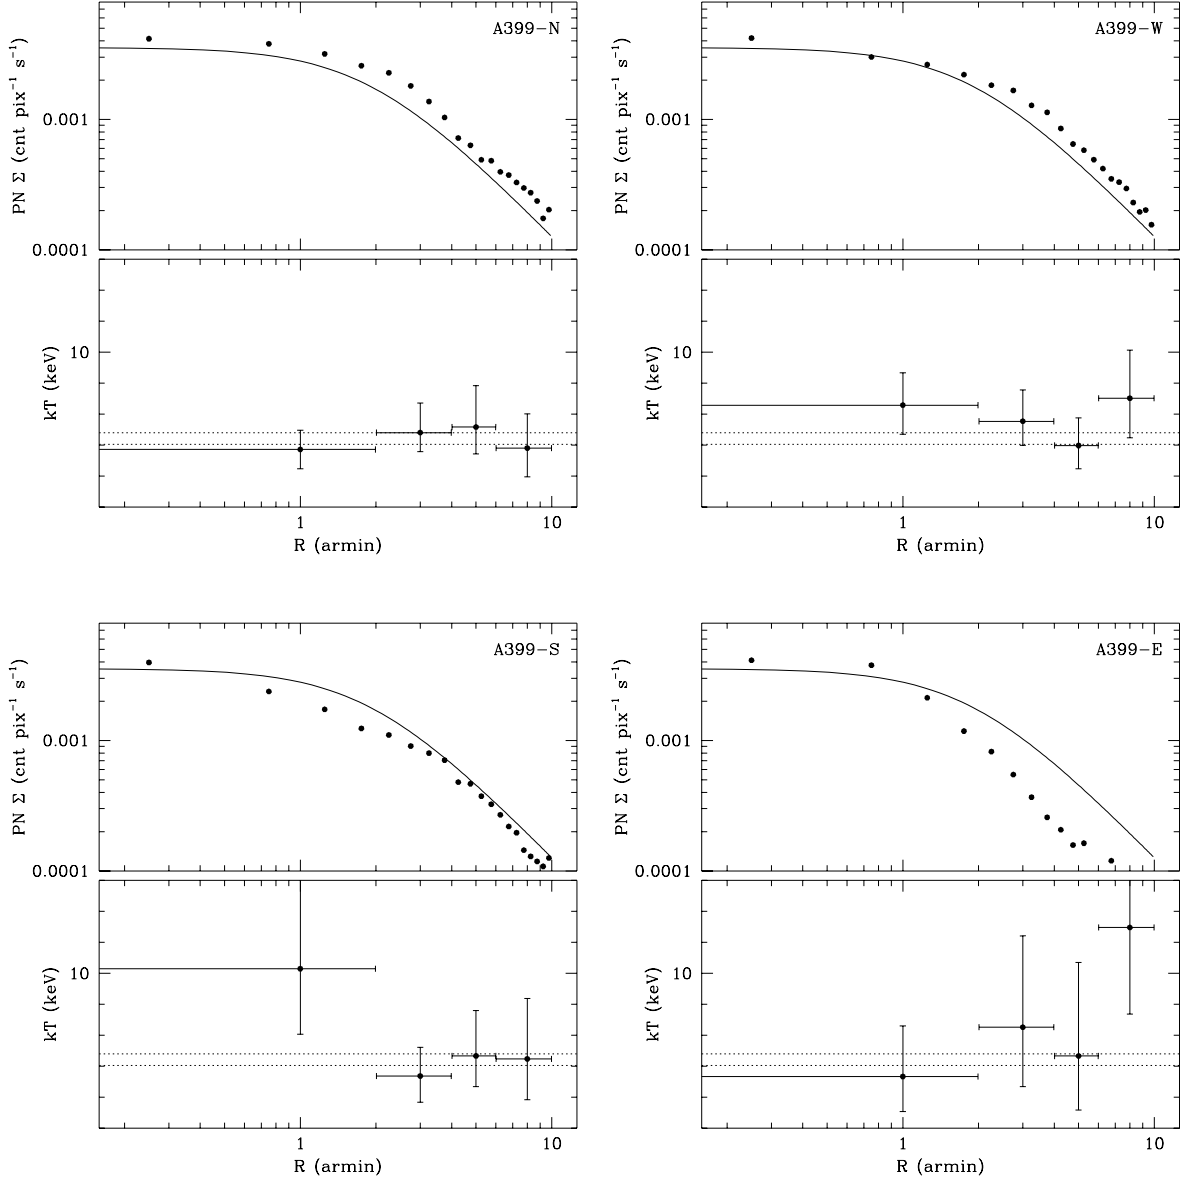 A399-N
PN Σ (cnt pix⁻¹ s⁻¹)
0.001
0.0001
kT (keV)
10
1
10
R (armin)
A399-W
PN Σ (cnt pix⁻¹ s⁻¹)
0.001
0.0001
kT (keV)
10
1
10
R (armin)
A399-S
PN Σ (cnt pix⁻¹ s⁻¹)
0.001
0.0001
kT (keV)
10
1
10
R (armin)
A399-E
PN Σ (cnt pix⁻¹ s⁻¹)
0.001
0.0001
kT (keV)
10
1
10
R (armin)